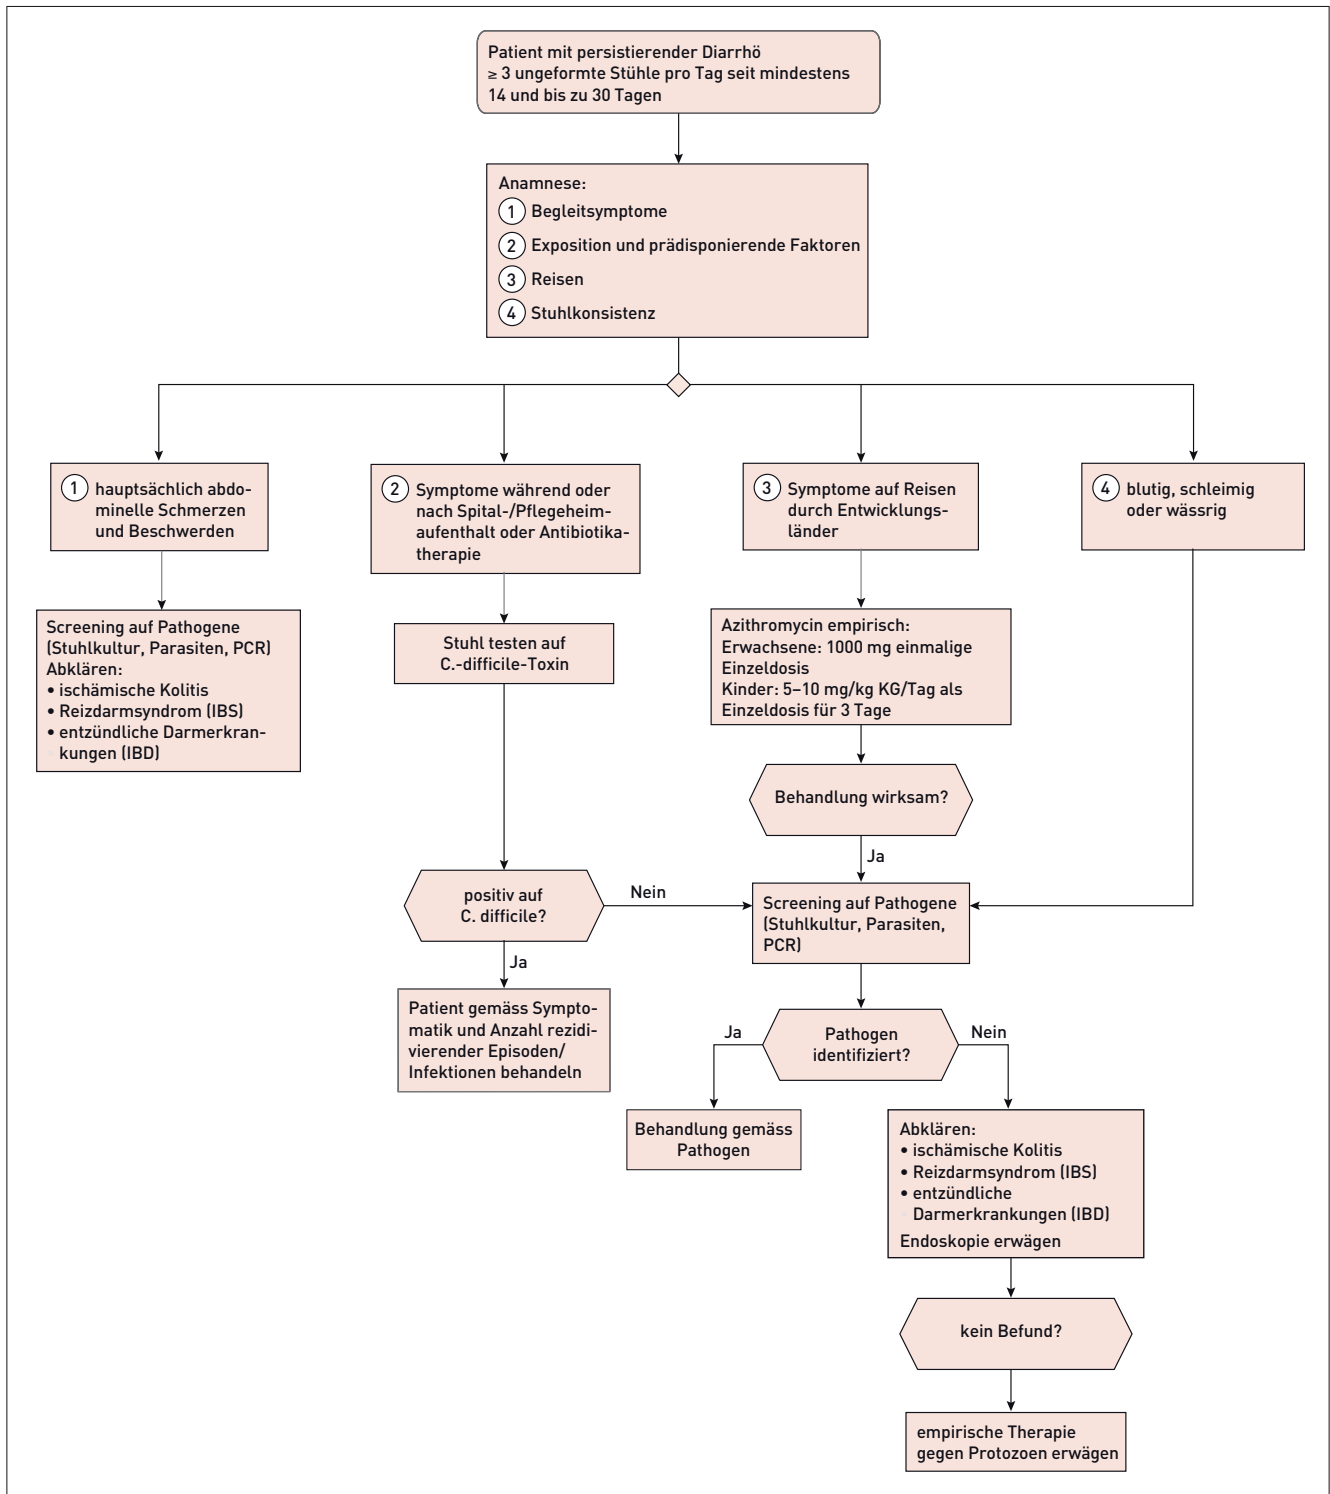 Patient mit persistierender Diarrhö
≥ 3 ungeformte Stühle pro Tag seit mindestens
14 und bis zu 30 Tagen
Anamnese:
1 Begleitsymptome
2 Exposition und prädisponierende Faktoren
3 Reisen
4 Stuhlkonsistenz
1 hauptsächlich abdo-
minelle Schmerzen
und Beschwerden
2 Symptome während oder
nach Spital-/Pflegeheim-
aufenthalt oder Antibiotika-
therapie
3 Symptome auf Reisen
durch Entwicklungs-
länder
4 blutig, schleimig
oder wässrig
Screening auf Pathogene
(Stuhlkultur, Parasiten, PCR)
Abklären:
• ischämische Kolitis
• Reizdarmsyndrom (IBS)
• entzündliche Darmerkran-
kungen (IBD)
Stuhl testen auf
C.-difficile-Toxin
Azithromycin empirisch:
Erwachsene: 1000 mg einmalige
Einzeldosis
Kinder: 5–10 mg/kg KG/Tag als
Einzeldosis für 3 Tage
Behandlung wirksam?
Ja
positiv auf
C. difficile?
Nein
Screening auf Pathogene
(Stuhlkultur, Parasiten,
PCR)
Ja
Patient gemäss Sympto-
matik und Anzahl rezidi-
vierender Episoden/
Infektionen behandeln
Ja
Pathogen
identifiziert?
Nein
Behandlung gemäss
Pathogen
Abklären:
• ischämische Kolitis
• Reizdarmsyndrom (IBS)
• entzündliche
Darmerkrankungen (IBD)
Endoskopie erwägen
kein Befund?
empirische Therapie
gegen Protozoen erwägen